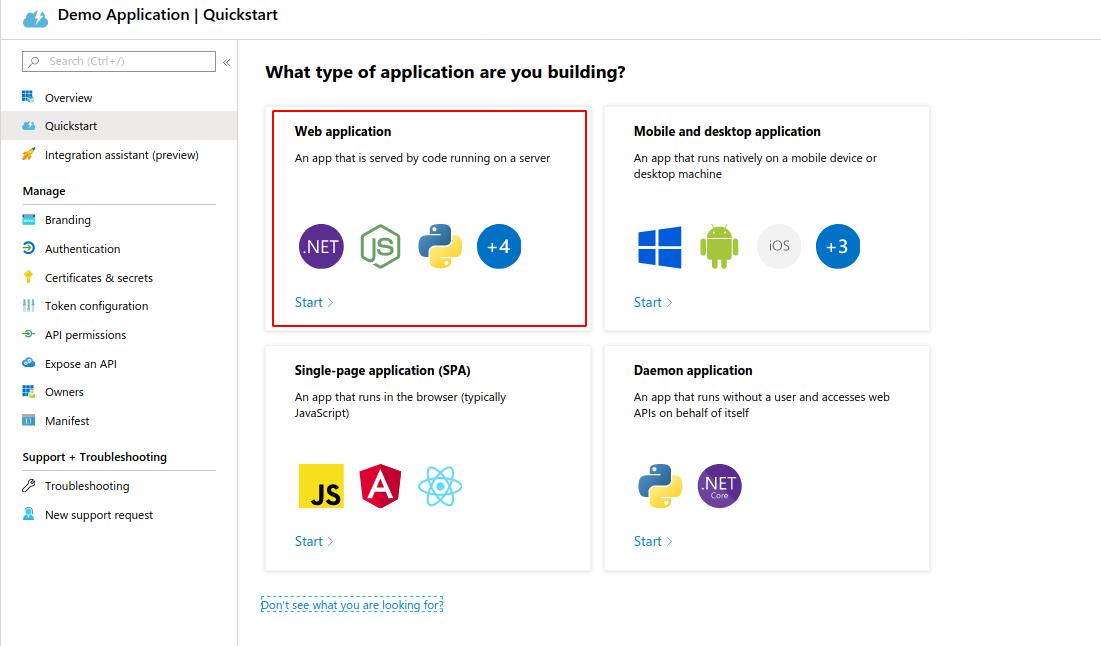 Demo Application | Quickstart
Search (Ctrl+/)
«
Overview
Quickstart
Integration assistant (preview)
Manage
Branding
Authentication
Certificates & secrets
Token configuration
API permissions
Expose an API
Owners
Manifest
Support + Troubleshooting
Troubleshooting
New support request
What type of application are you building?
Web application
An app that is served by code running on a server
.NET
JS
+4
Start
Mobile and desktop application
An app that runs natively on a mobile device or
desktop machine
iOS
+3
Start
Single-page application (SPA)
An app that runs in the browser (typically
JavaScript)
JS
A
Start
Daemon application
An app that runs without a user and accesses web
APIs on behalf of itself
.NET
Core
Start
Don't see what you are looking for?